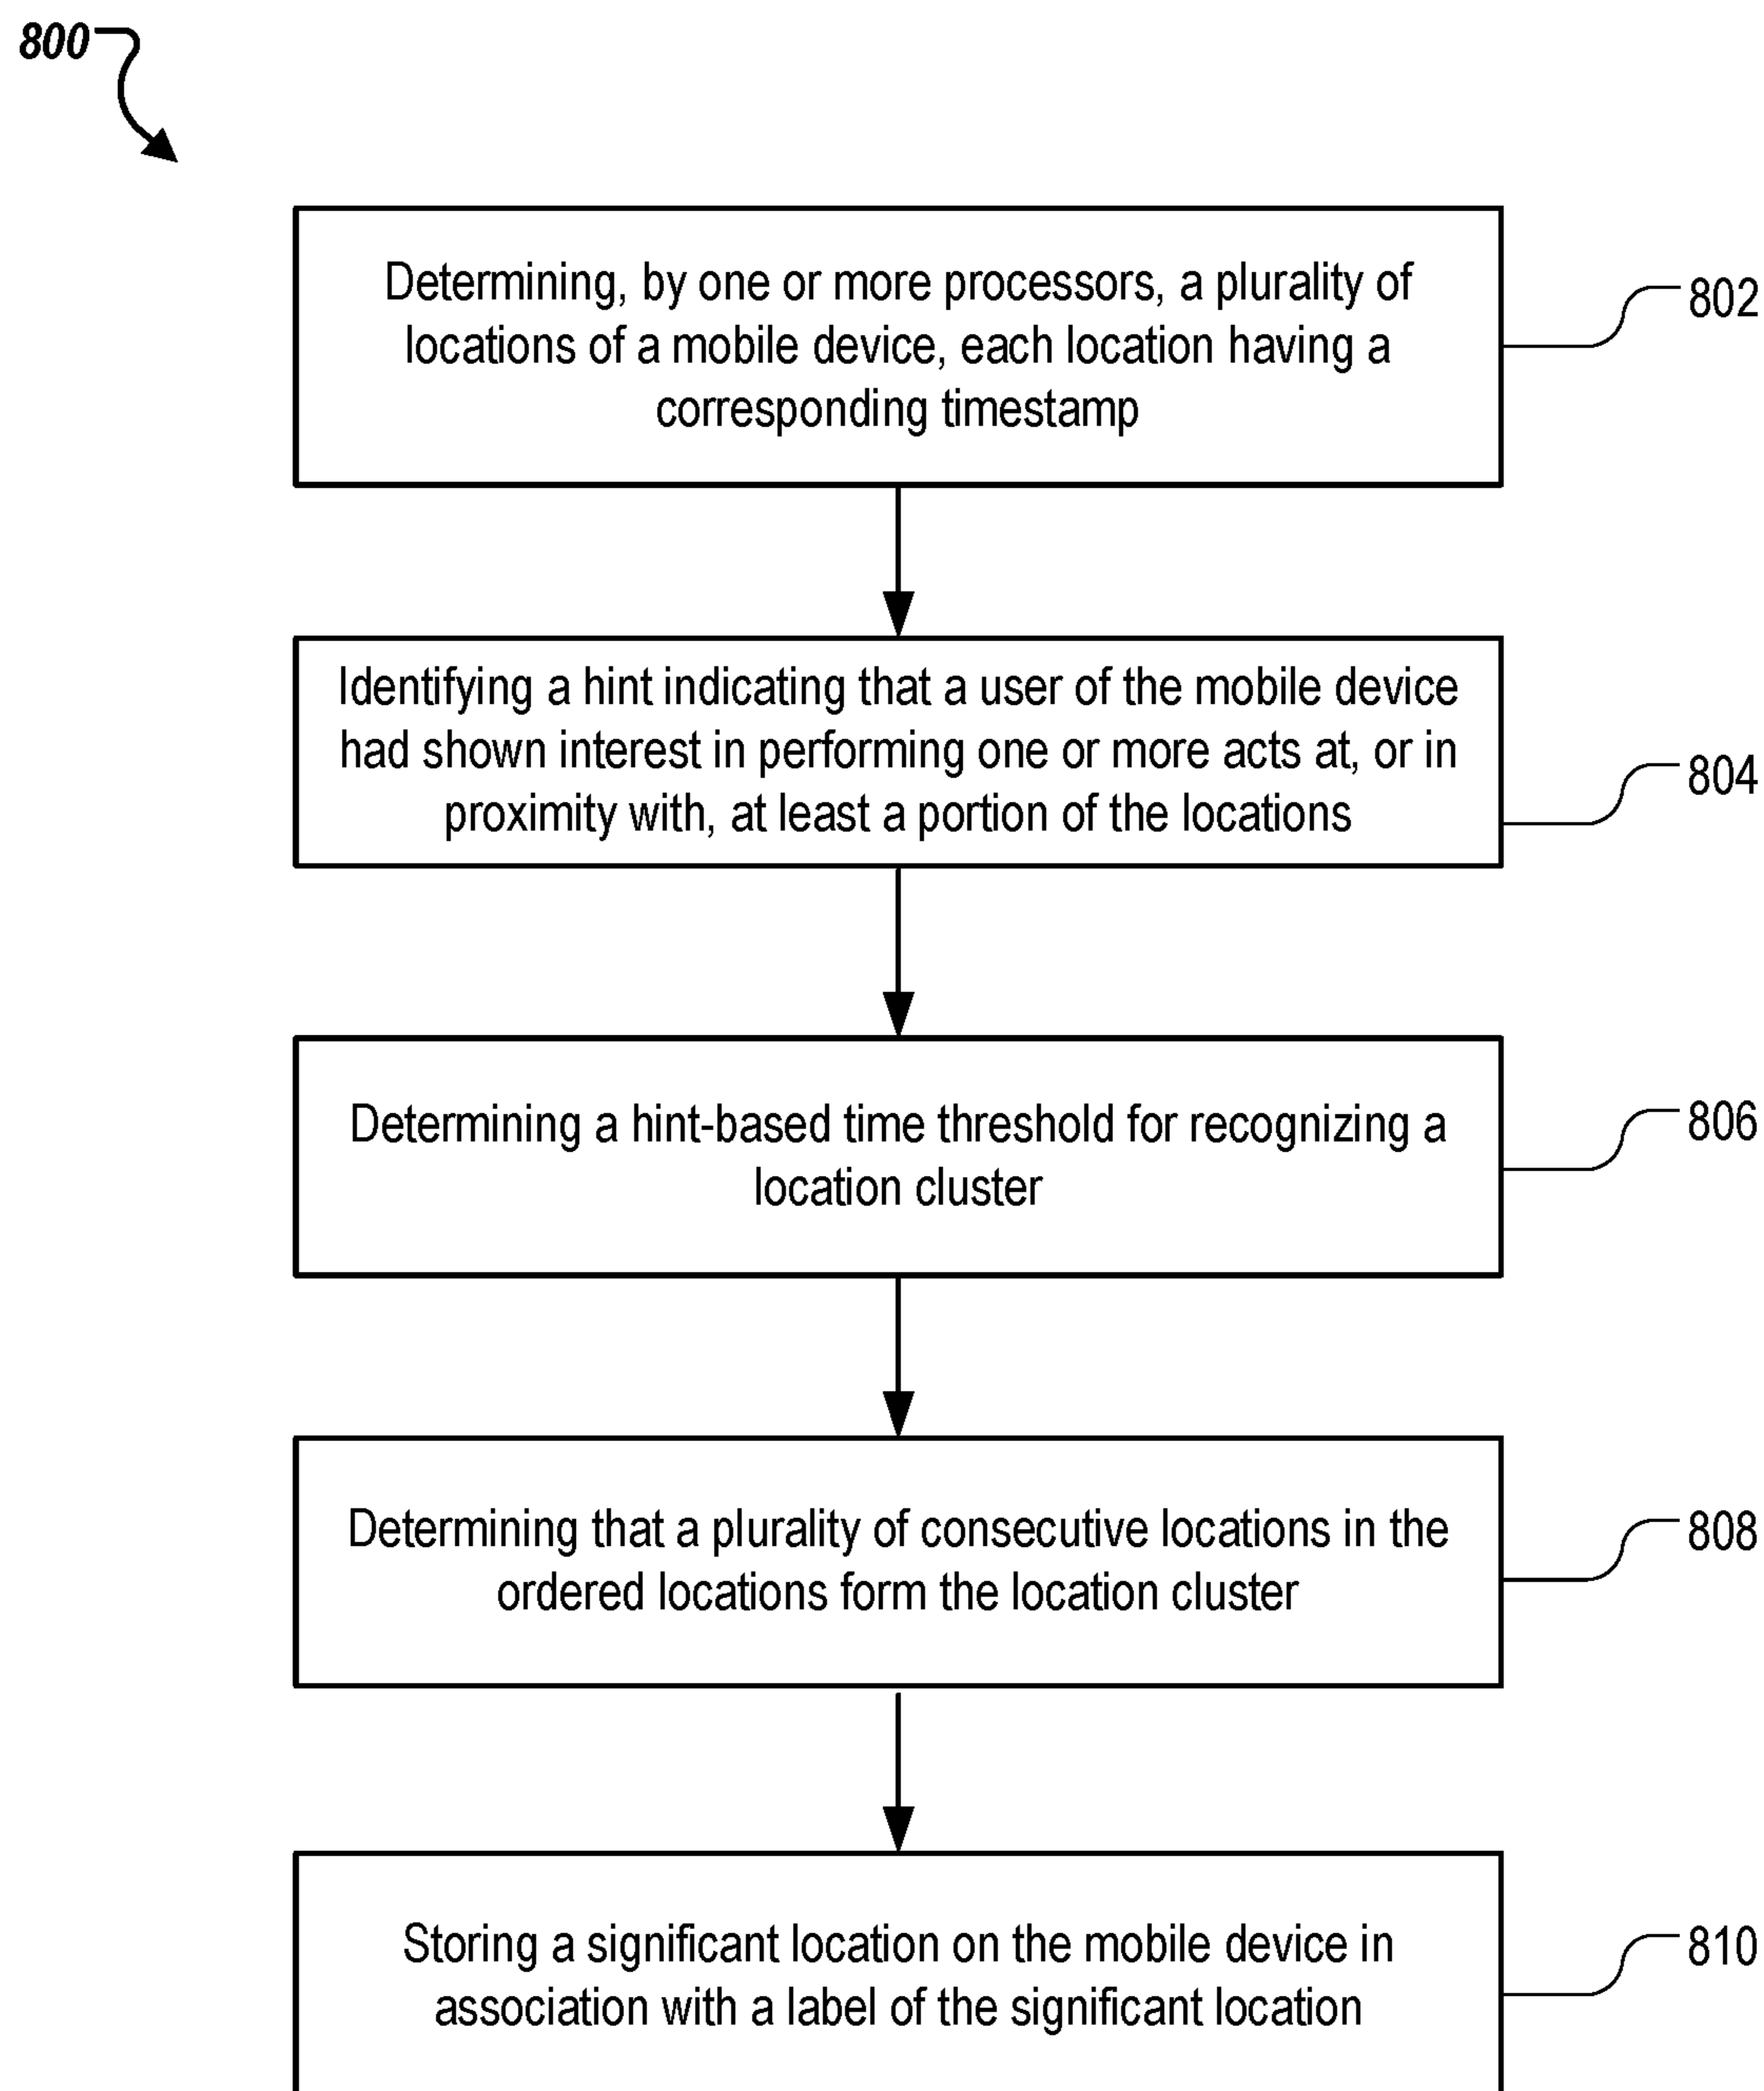 800
Determining, by one or more processors, a plurality of
locations of a mobile device, each location having a
corresponding timestamp
802
Identifying a hint indicating that a user of the mobile device
had shown interest in performing one or more acts at, or in
proximity with, at least a portion of the locations
804
Determining a hint-based time threshold for recognizing a
location cluster
806
Determining that a plurality of consecutive locations in the
ordered locations form the location cluster
808
Storing a significant location on the mobile device in
association with a label of the significant location
810